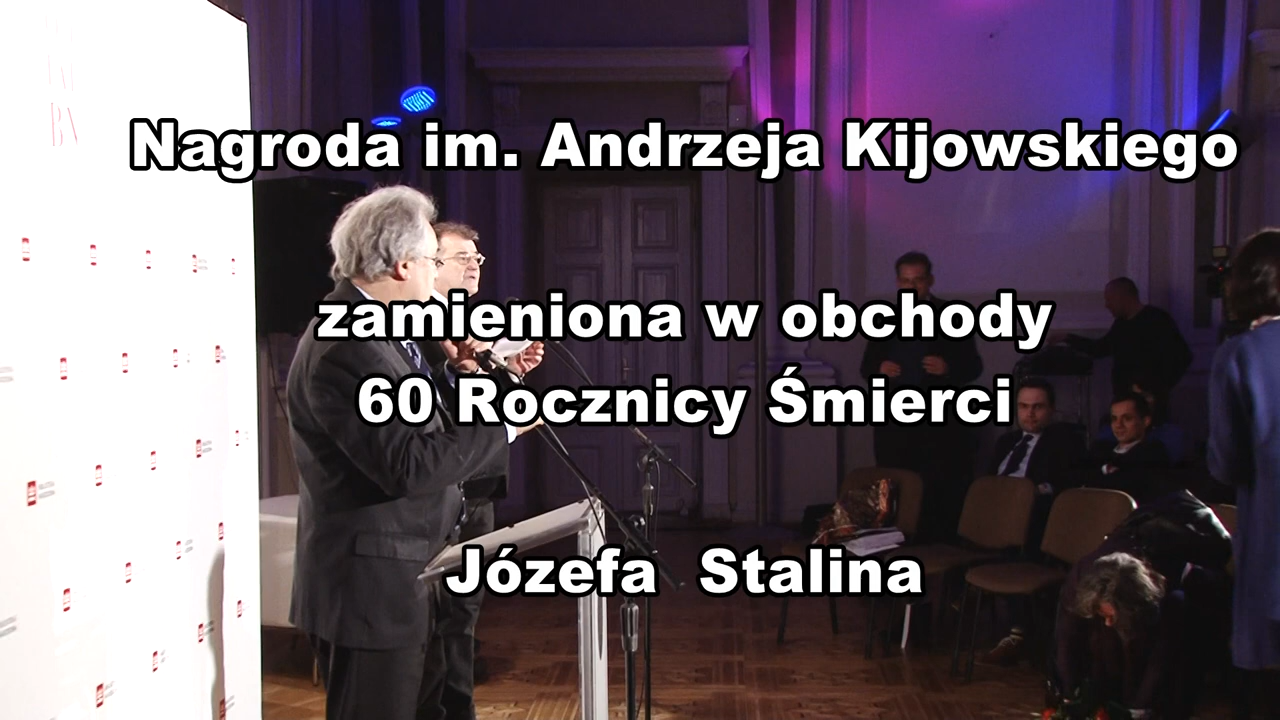 Nagroda im. Andrzeja Kijowskiego
zamieniona w obchody
60 Rocznicy Śmierci
Józefa Stalina